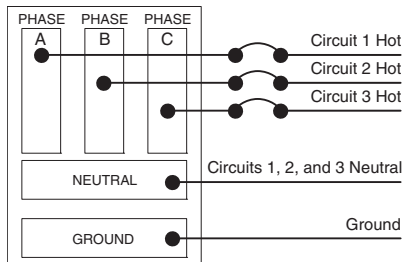 PHASE PHASE PHASE
A B C
Circuit 1 Hot
Circuit 2 Hot
Circuit 3 Hot
NEUTRAL
Circuits 1, 2, and 3 Neutral
GROUND
Ground